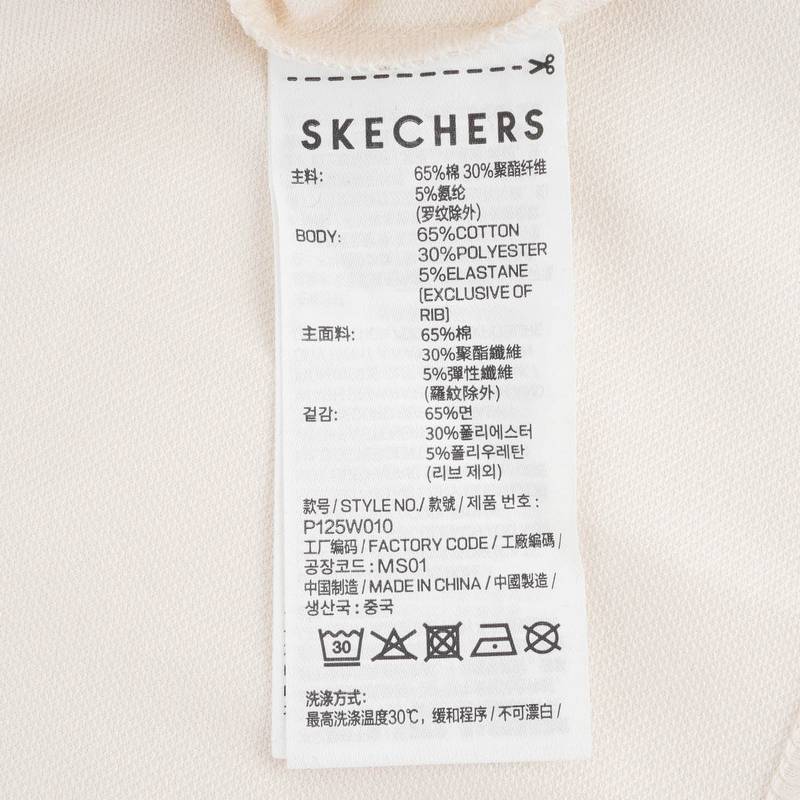 SKECHERS
主料: 65%棉 30%聚酯纤维
5%氨纶
(罗纹除外)
BODY: 65%COTTON
30%POLYESTER
5%ELASTANE
(EXCLUSIVE OF
RIB)
主面料: 65%棉
30%聚酯纖維
5%彈性纖維
(羅紋除外)
겉감: 65%면
30%폴리에스터
5%폴리우레탄
(리브 제외)
款号 / STYLE NO./ 款號 / 제품 번호 :
P125W010
工厂编码 / FACTORY CODE / 工廠編碼 /
공장코드 : MS01
中国制造 / MADE IN CHINA / 中國製造 /
생산국 : 중국
30
洗涤方式:
最高洗涤温度30℃, 缓和程序 / 不可漂白 /